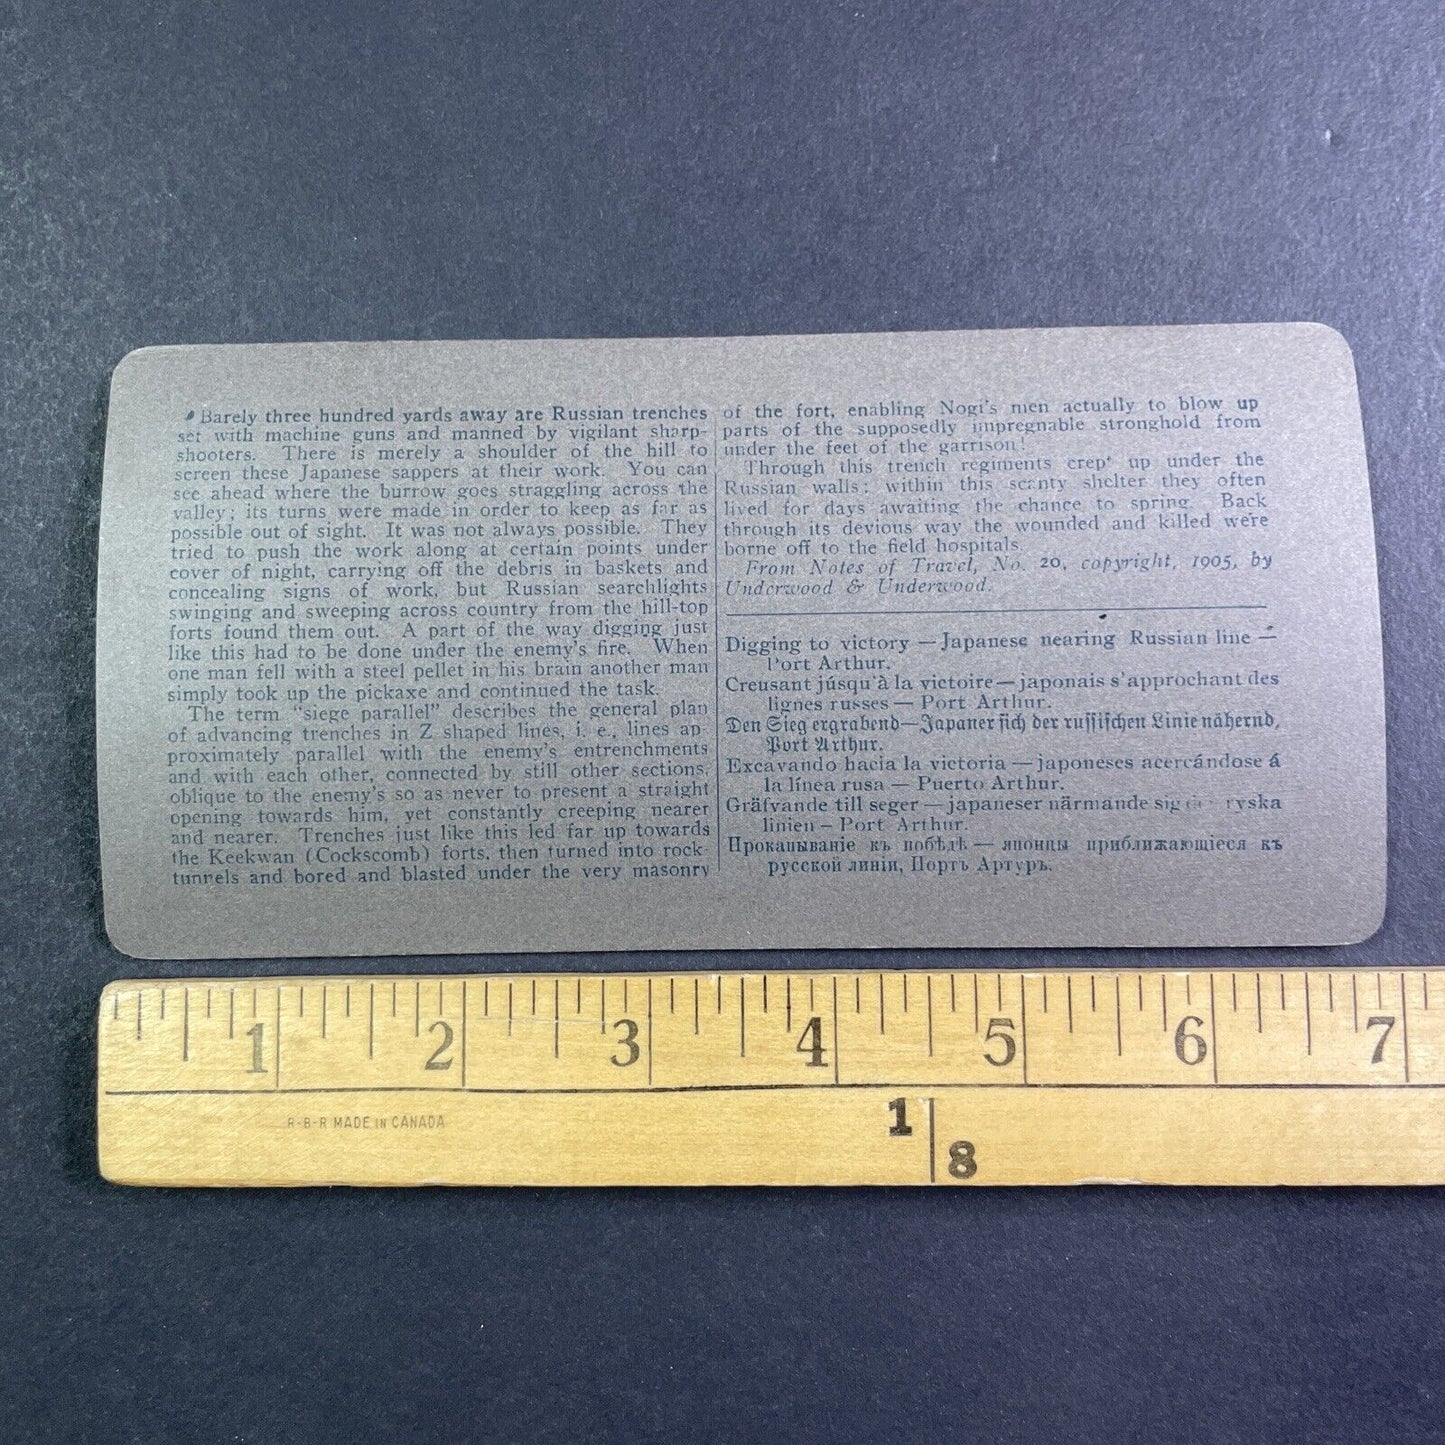 Barely three hundred yards away are Russian trenches
set with machine guns and manned by vigilant sharp-
shooters. There is merely a shoulder of the hill to
screen these Japanese sappers at their work. You can
see ahead where the burrow goes straggling across the
valley; its turns were made in order to keep as far as
possible out of sight. It was not always possible. They
tried to push the work along at certain points under
cover of night, carrying off the debris in baskets and
concealing signs of work, but Russian searchlights
swinging and sweeping across country from the hill-top
forts found them out. A part of the way digging just
like this had to be done under the enemy's fire. When
one man fell with a steel pellet in his brain another man
simply took up the pickaxe and continued the task.
The term "siege parallel" describes the general plan
of advancing trenches in Z shaped lines, i. e., lines ap-
proximately parallel with the enemy's entrenchments
and with each other, connected by still other sections,
oblique to the enemy's so as never to present a straight
opening towards him, yet constantly creeping nearer
and nearer. Trenches just like this led far up towards
the Keekwan (Cockscomb) forts, then turned into rock-
tunnels and bored and blasted under the very masonry
of the fort, enabling Nogi's men actually to blow up
parts of the supposedly impregnable stronghold from
under the feet of the garrison!
Through this trench regiments crept up under the
Russian walls; within this scanty shelter they often
lived for days awaiting the chance to spring. Back
through its devious way the wounded and killed were
borne off to the field hospitals.
From Notes of Travel, No. 20, copyright, 1905, by
Underwood & Underwood.
Digging to victory — Japanese nearing Russian line —
Port Arthur.
Creusant júsqu'à la victoire — japonais s'approchant des
lignes russes — Port Arthur.
Den Sieg ergrabend — Japaner sich der russischen Linie nähernd,
Port Arthur.
Excavando hacia la victoria — japoneses acercándose á
la línea rusa — Puerto Arthur.
Gräfvande till seger — japaneser närmande sig ryska
linien — Port Arthur.
Прокапываніе къ побѣдѣ — японцы приближающіеся къ
русской линіи, Портъ Артуръ.
1 2 3 4 5 6 7
R-B-R MADE IN CANADA
1
8